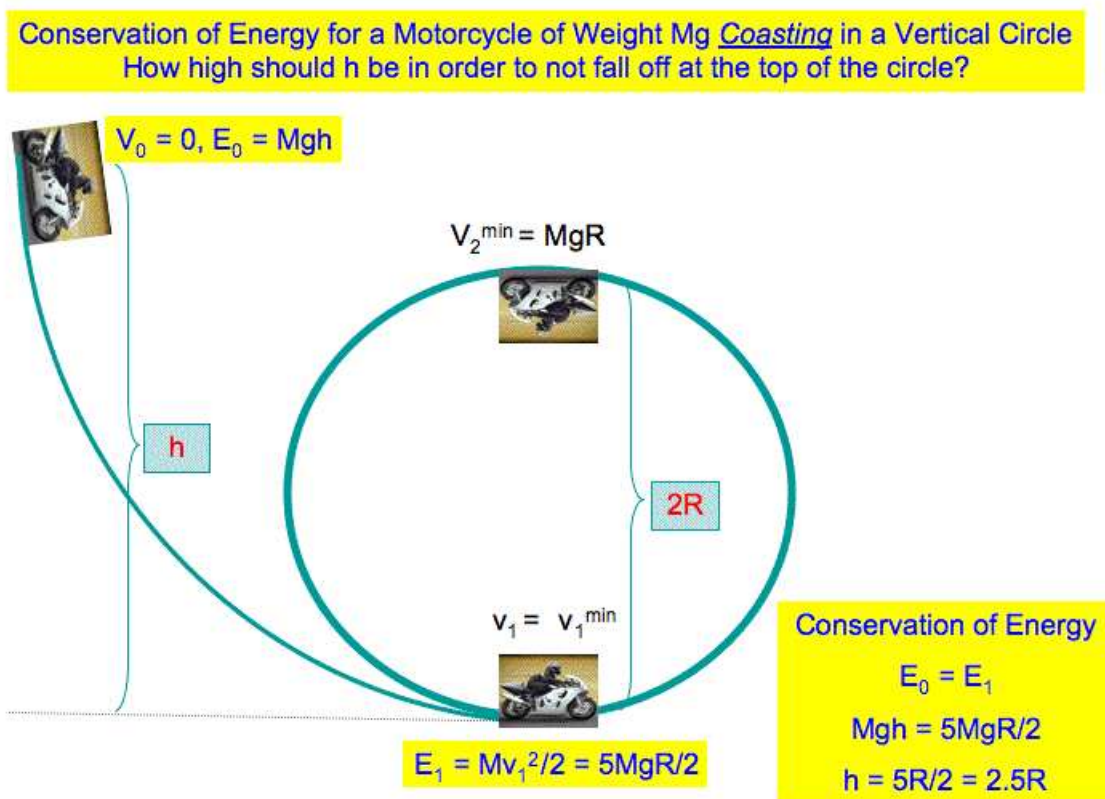 Conservation of Energy for a Motorcycle of Weight Mg Coasting in a Vertical Circle
How high should h be in order to not fall off at the top of the circle?
V₀ = 0, E₀ = Mgh
V₂ᵐⁱⁿ = MgR
h
2R
v₁ = v₁ᵐⁱⁿ
E₁ = Mv₁²/2 = 5MgR/2
Conservation of Energy
E₀ = E₁
Mgh = 5MgR/2
h = 5R/2 = 2.5R